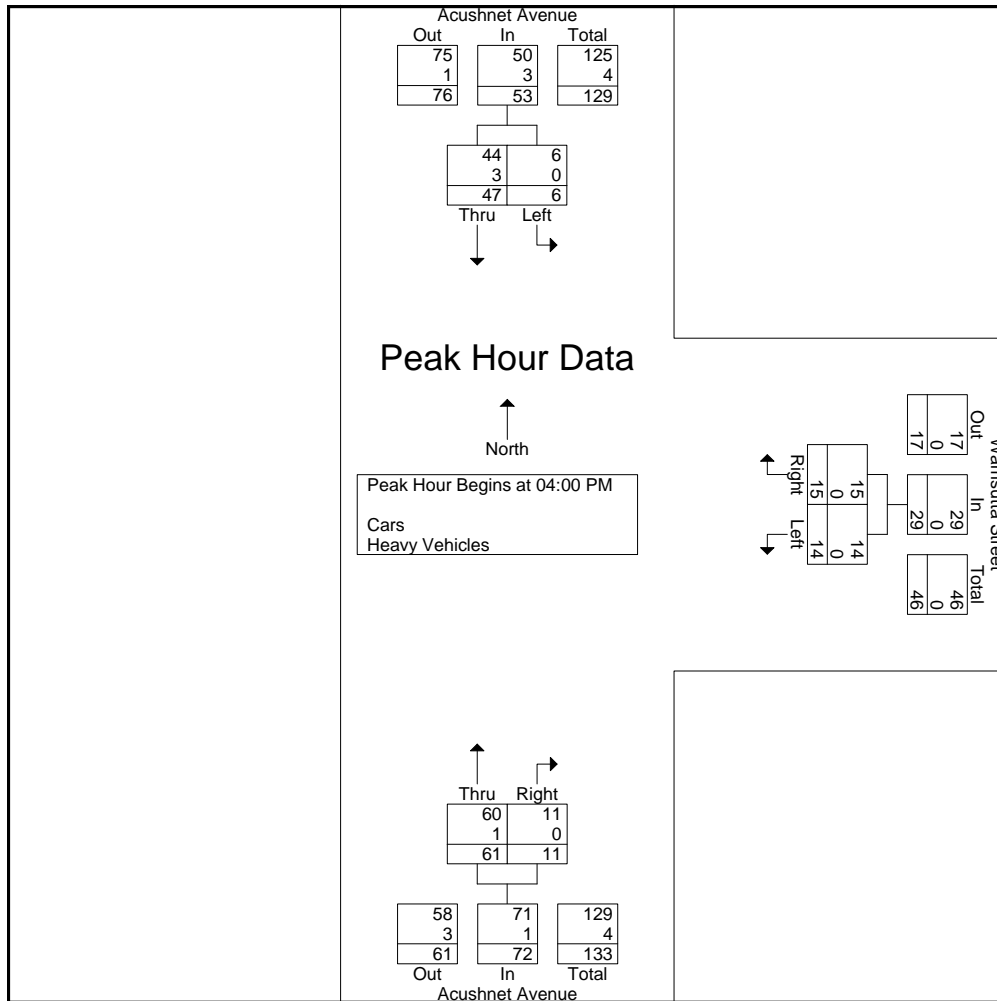 Acushnet Avenue
Out In Total
75 50 125
1 3 4
76 53 129
44 6
3 0
47 6
Thru Left
Peak Hour Data
North
Peak Hour Begins at 04:00 PM
Cars
Heavy Vehicles
Wamsutta Street
Out In Total
17 29 46
0 0 0
17 29 46
15 14
0 0
15 14
Right Left
Thru Right
60 11
1 0
61 11
58 71 129
3 1 4
61 72 133
Out In Total
Acushnet Avenue